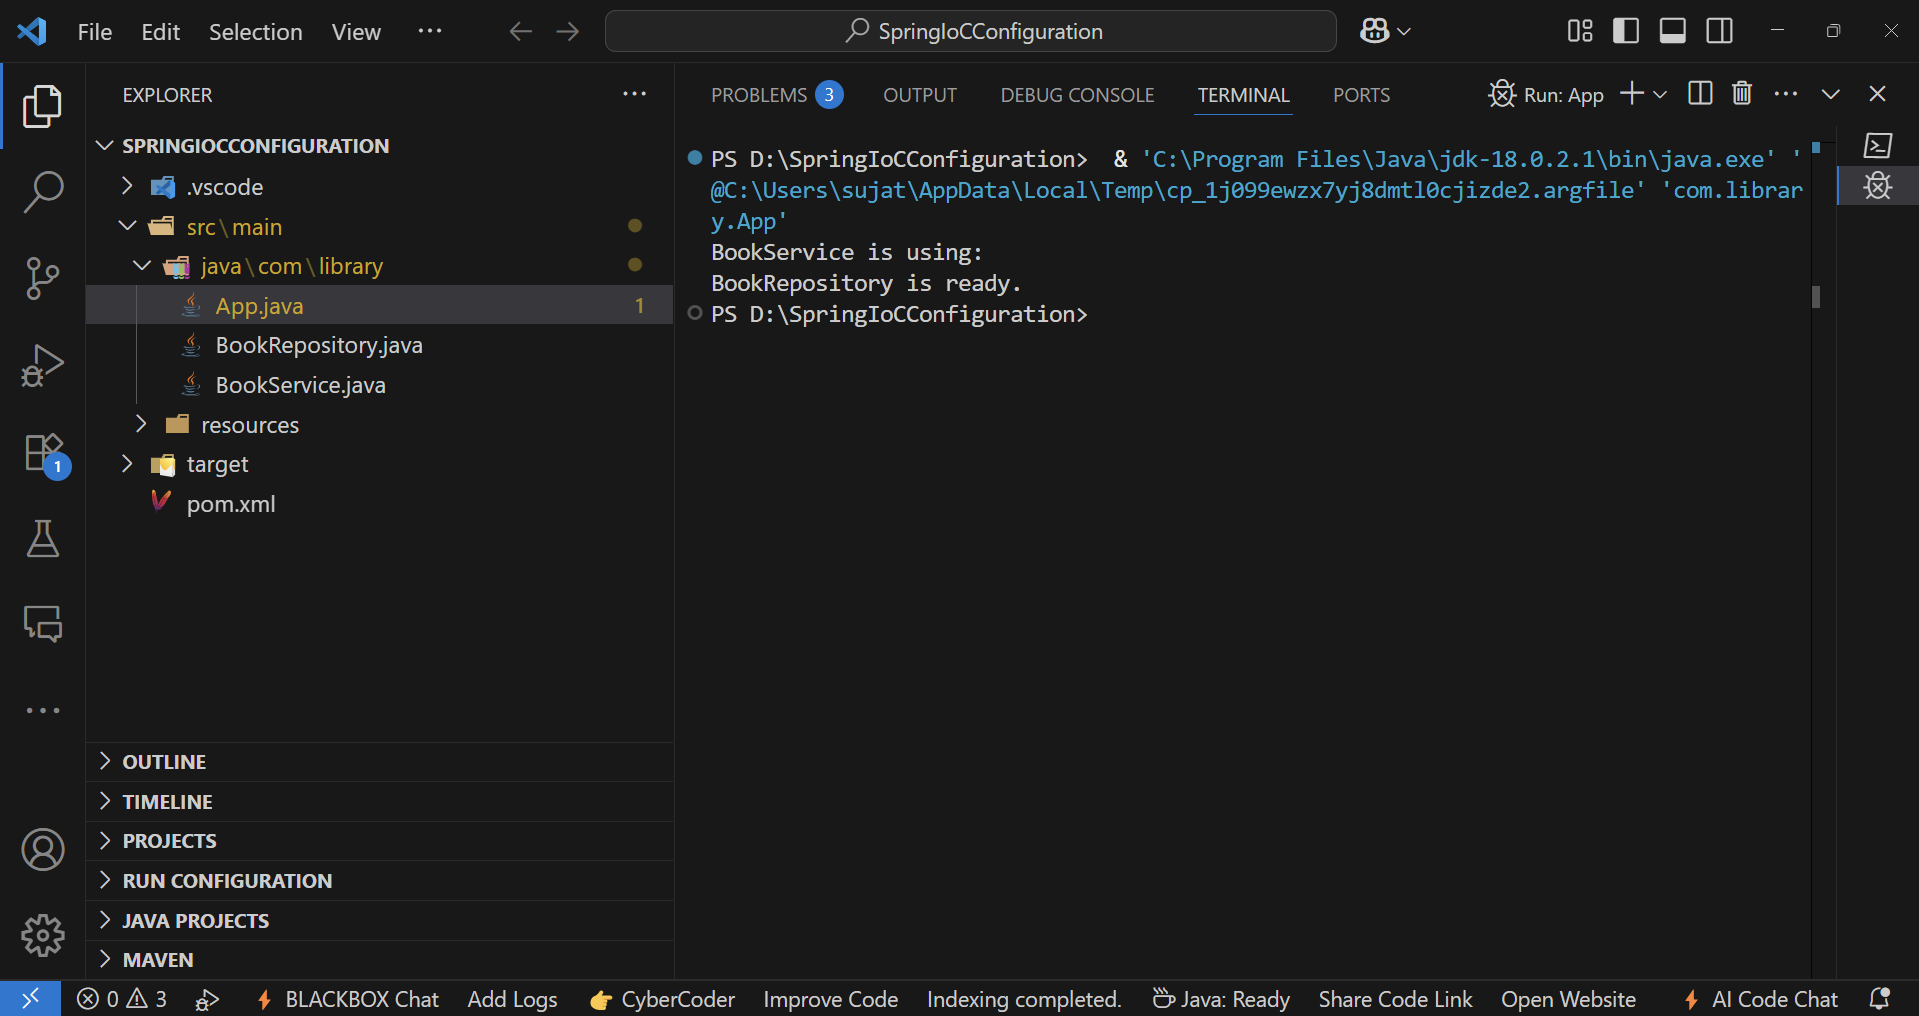 File Edit Selection View ··· SpringIoCConfiguration
EXPLORER ···
SPRINGIOCCONFIGURATION
.vscode
src\main
java\com\library
App.java 1
BookRepository.java
BookService.java
resources
target
pom.xml
OUTLINE
TIMELINE
PROJECTS
RUN CONFIGURATION
JAVA PROJECTS
MAVEN
1
PROBLEMS 3 OUTPUT DEBUG CONSOLE TERMINAL PORTS Run: App ···
PS D:\SpringIoCConfiguration>  & 'C:\Program Files\Java\jdk-18.0.2.1\bin\java.exe' '
@C:\Users\sujat\AppData\Local\Temp\cp_1j099ewzx7yj8dmtl0cjizde2.argfile' 'com.librar
y.App'
BookService is using:
BookRepository is ready.
PS D:\SpringIoCConfiguration>
0 3 BLACKBOX Chat Add Logs CyberCoder Improve Code Indexing completed. Java: Ready Share Code Link Open Website AI Code Chat